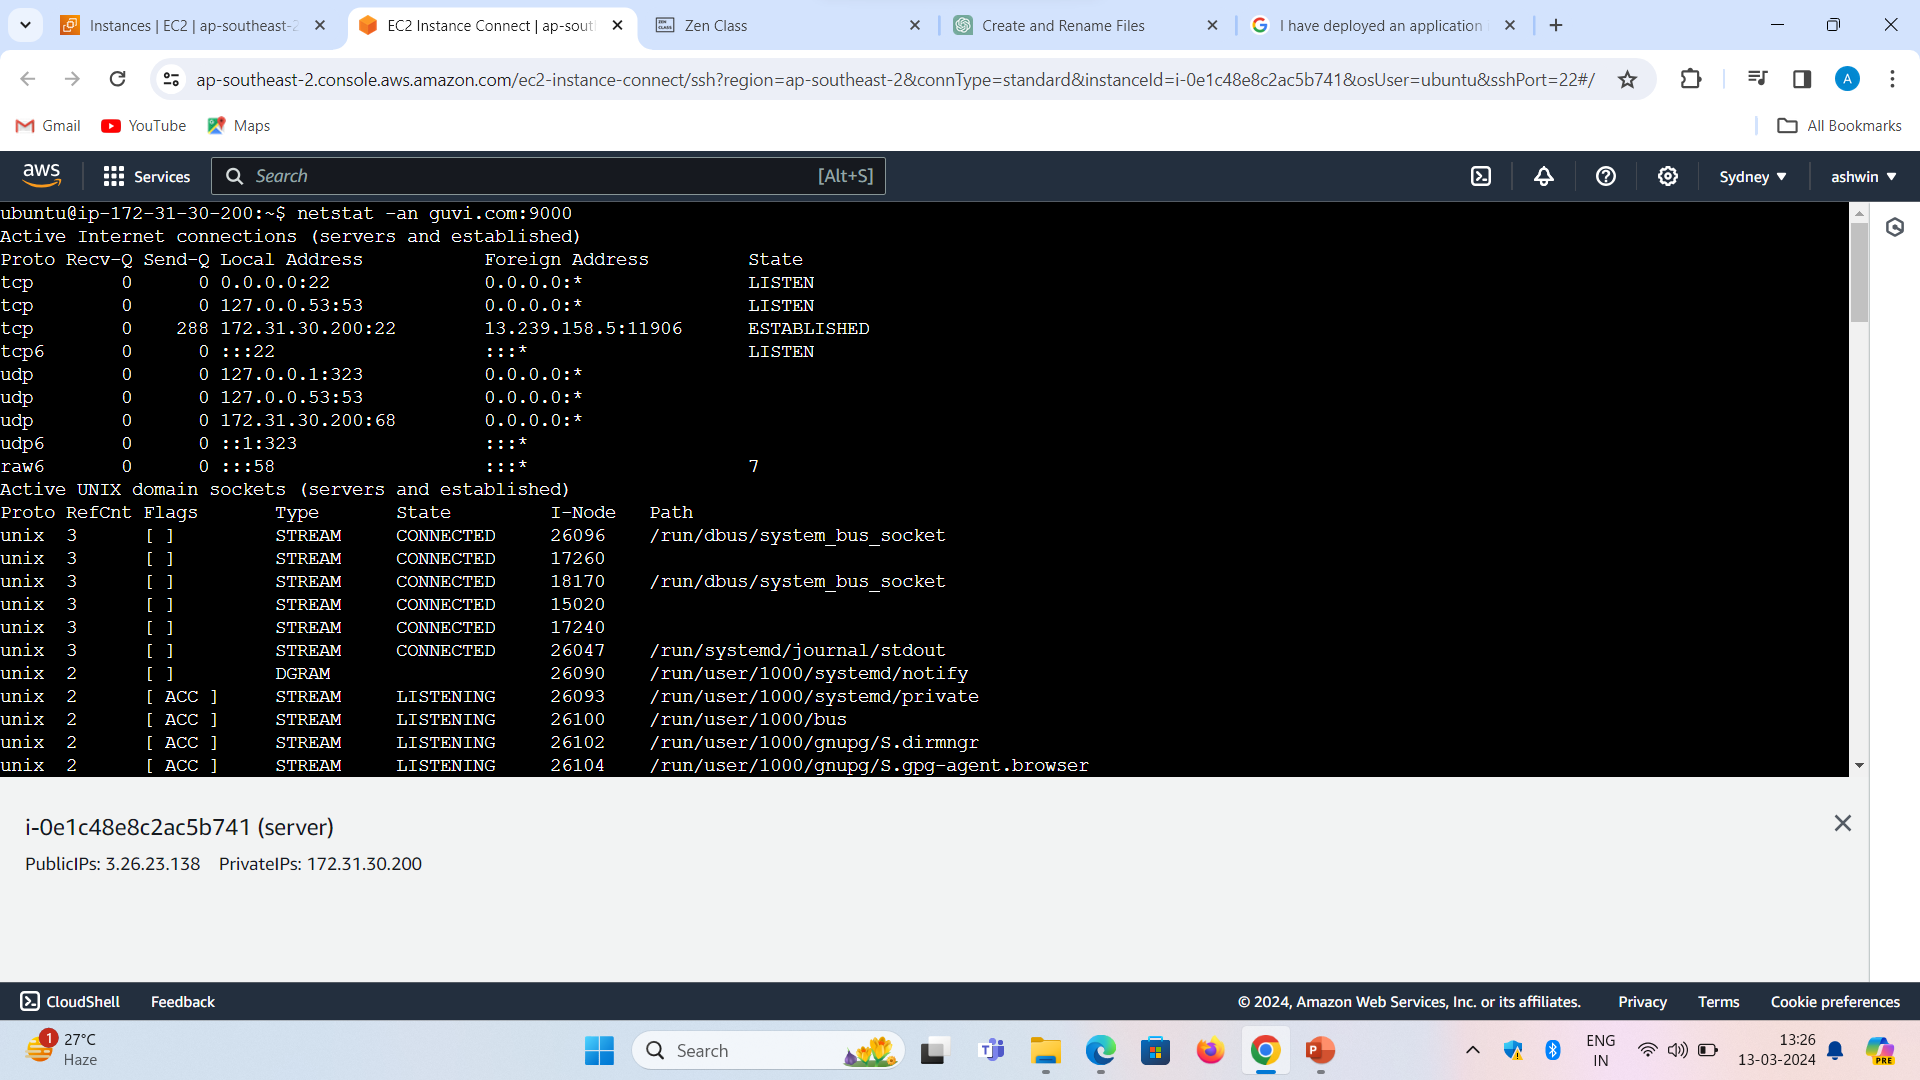 Instances | EC2 | ap-southeast-2
EC2 Instance Connect | ap-sout
Zen Class
Create and Rename Files
I have deployed an application
ap-southeast-2.console.aws.amazon.com/ec2-instance-connect/ssh?region=ap-southeast-2&connType=standard&instanceId=i-0e1c48e8c2ac5b741&osUser=ubuntu&sshPort=22#/
A
Gmail YouTube Maps All Bookmarks
aws Services Search [Alt+S] Sydney ashwin
ubuntu@ip-172-31-30-200:~$ netstat -an guvi.com:9000
Active Internet connections (servers and established)
Proto Recv-Q Send-Q Local Address Foreign Address State
tcp 0 0 0.0.0.0:22 0.0.0.0:* LISTEN
tcp 0 0 127.0.0.53:53 0.0.0.0:* LISTEN
tcp 0 288 172.31.30.200:22 13.239.158.5:11906 ESTABLISHED
tcp6 0 0 :::22 :::* LISTEN
udp 0 0 127.0.0.1:323 0.0.0.0:*
udp 0 0 127.0.0.53:53 0.0.0.0:*
udp 0 0 172.31.30.200:68 0.0.0.0:*
udp6 0 0 ::1:323 :::*
raw6 0 0 :::58 :::* 7
Active UNIX domain sockets (servers and established)
Proto RefCnt Flags Type State I-Node Path
unix 3 [ ] STREAM CONNECTED 26096 /run/dbus/system_bus_socket
unix 3 [ ] STREAM CONNECTED 17260
unix 3 [ ] STREAM CONNECTED 18170 /run/dbus/system_bus_socket
unix 3 [ ] STREAM CONNECTED 15020
unix 3 [ ] STREAM CONNECTED 17240
unix 3 [ ] STREAM CONNECTED 26047 /run/systemd/journal/stdout
unix 2 [ ] DGRAM 26090 /run/user/1000/systemd/notify
unix 2 [ ACC ] STREAM LISTENING 26093 /run/user/1000/systemd/private
unix 2 [ ACC ] STREAM LISTENING 26100 /run/user/1000/bus
unix 2 [ ACC ] STREAM LISTENING 26102 /run/user/1000/gnupg/S.dirmngr
unix 2 [ ACC ] STREAM LISTENING 26104 /run/user/1000/gnupg/S.gpg-agent.browser
i-0e1c48e8c2ac5b741 (server)
PublicIPs: 3.26.23.138 PrivateIPs: 172.31.30.200
CloudShell Feedback © 2024, Amazon Web Services, Inc. or its affiliates. Privacy Terms Cookie preferences
1 27°C
Haze
Search
ENG
IN
13:26
13-03-2024
PRE